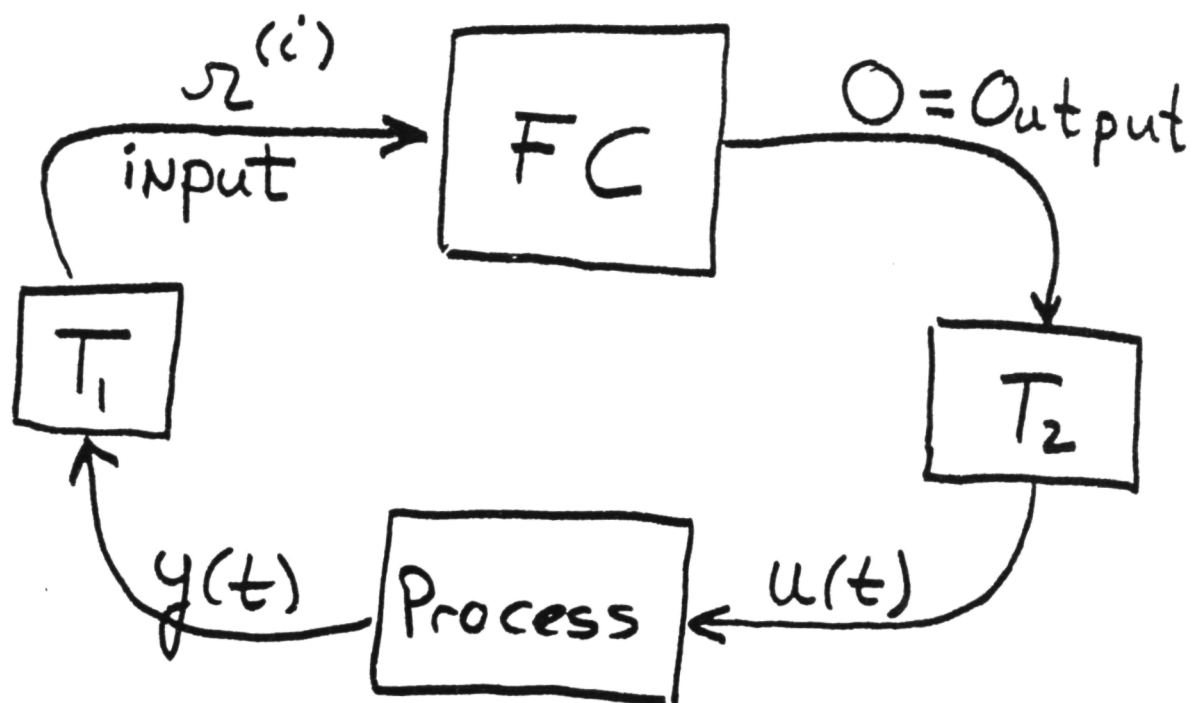 Ω^(i)
input
FC
O = Output
T₁
T₂
y(t)
Process
u(t)